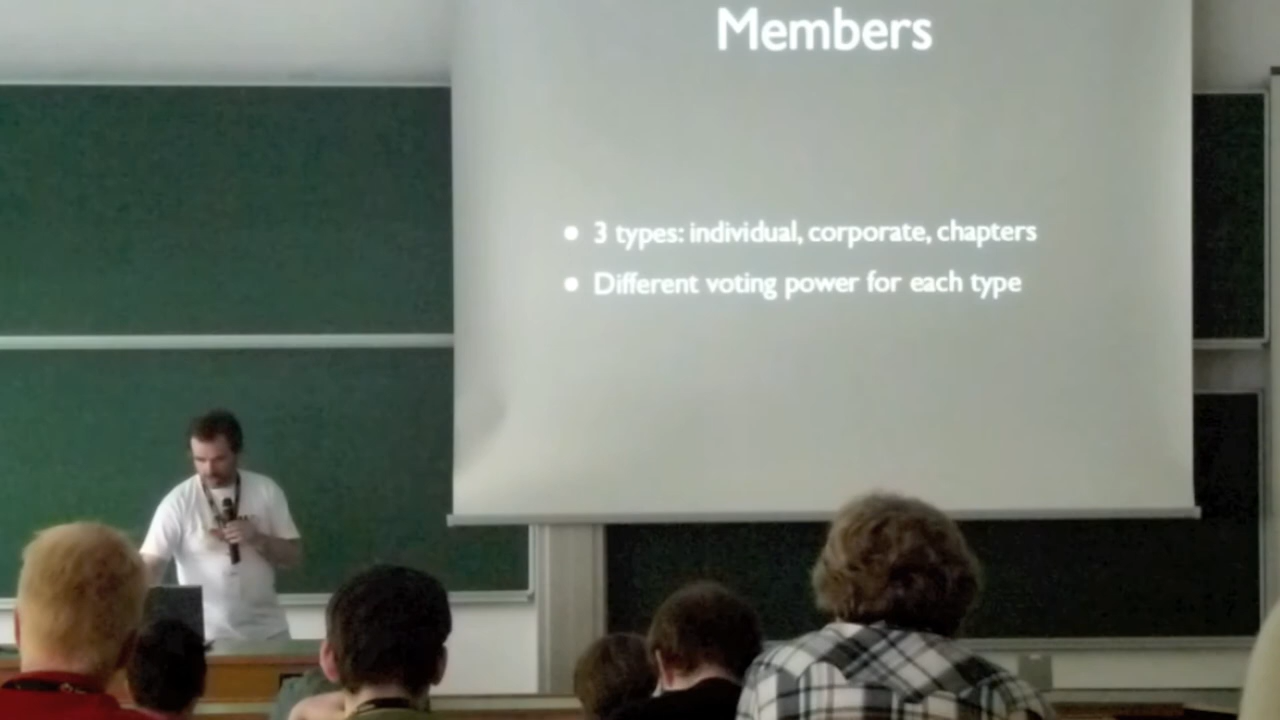 Members
• 3 types: individual, corporate, chapters
• Different voting power for each type